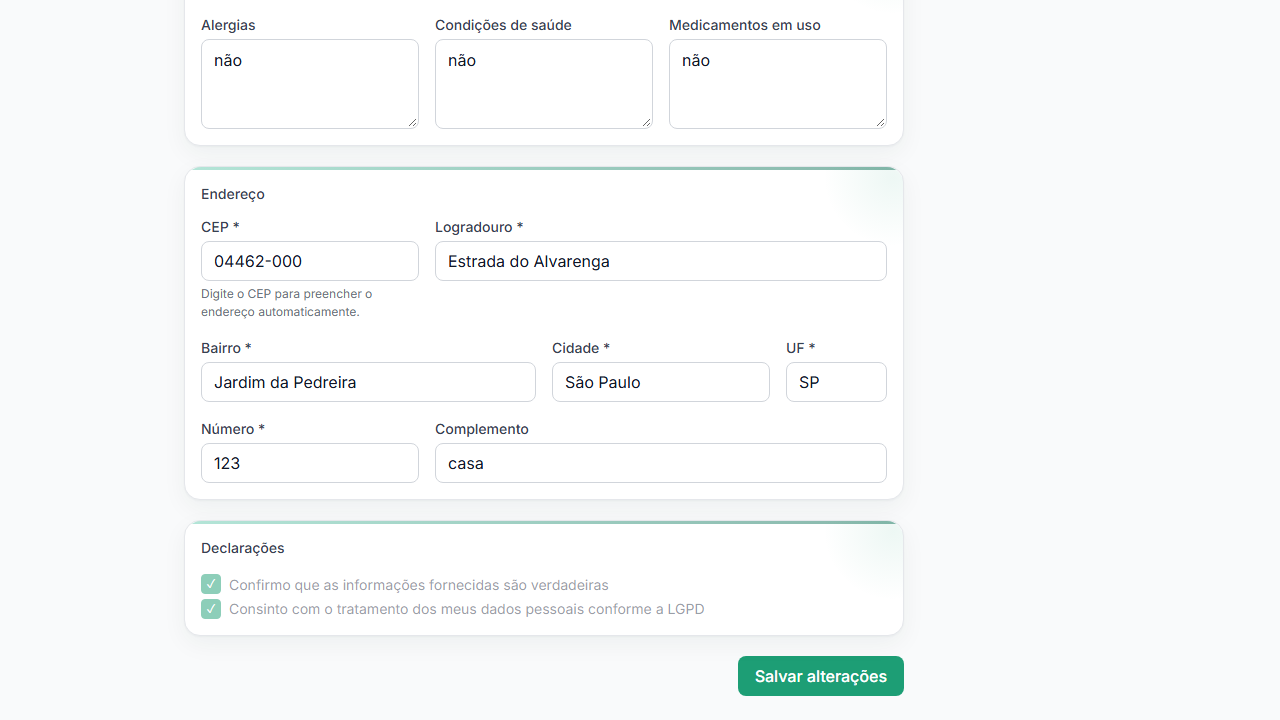 Alergias Condições de saúde Medicamentos em uso
não não não
Endereço
CEP * Logradouro *
04462-000 Estrada do Alvarenga
Digite o CEP para preencher o
endereço automaticamente.
Bairro * Cidade * UF *
Jardim da Pedreira São Paulo SP
Número * Complemento
123 casa
Declarações
Confirmo que as informações fornecidas são verdadeiras
Consinto com o tratamento dos meus dados pessoais conforme a LGPD
Salvar alterações